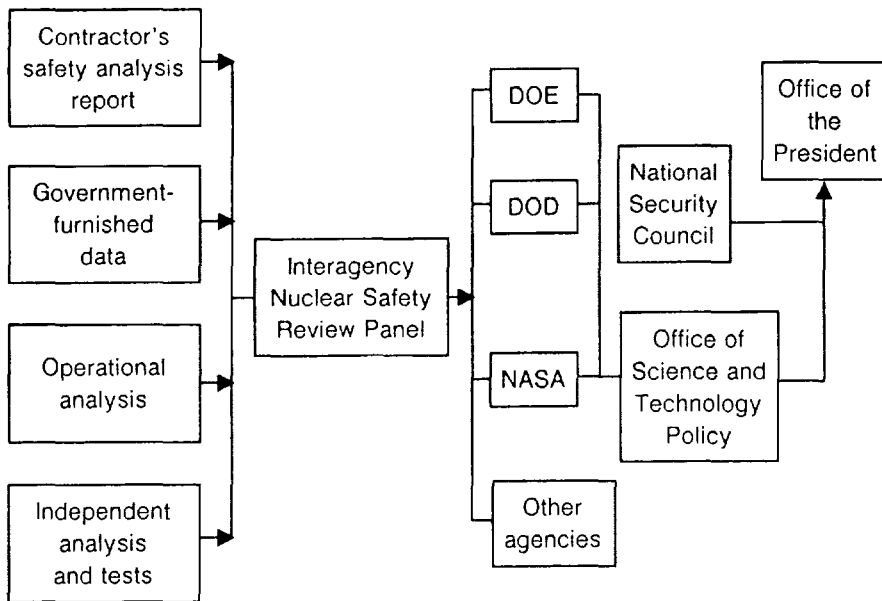 Contractor's
safety analysis
report
Government-
furnished
data
Operational
analysis
Independent
analysis
and tests
Interagency
Nuclear Safety
Review Panel
DOE
DOD
NASA
Other
agencies
National
Security
Council
Office of
Science and
Technology
Policy
Office of
the
President